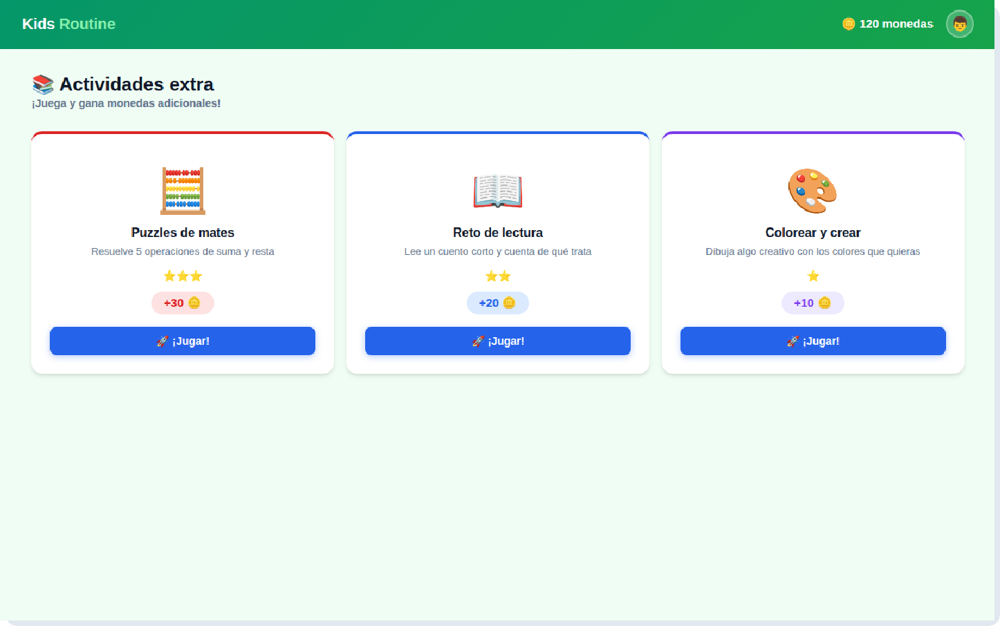 Kids Routine
🪙 120 monedas
📚 Actividades extra
¡Juega y gana monedas adicionales!
Puzzles de mates
Resuelve 5 operaciones de suma y resta
⭐⭐⭐
+30 🪙
🚀 ¡Jugar!
Reto de lectura
Lee un cuento corto y cuenta de qué trata
⭐⭐
+20 🪙
🚀 ¡Jugar!
Colorear y crear
Dibuja algo creativo con los colores que quieras
⭐
+10 🪙
🚀 ¡Jugar!